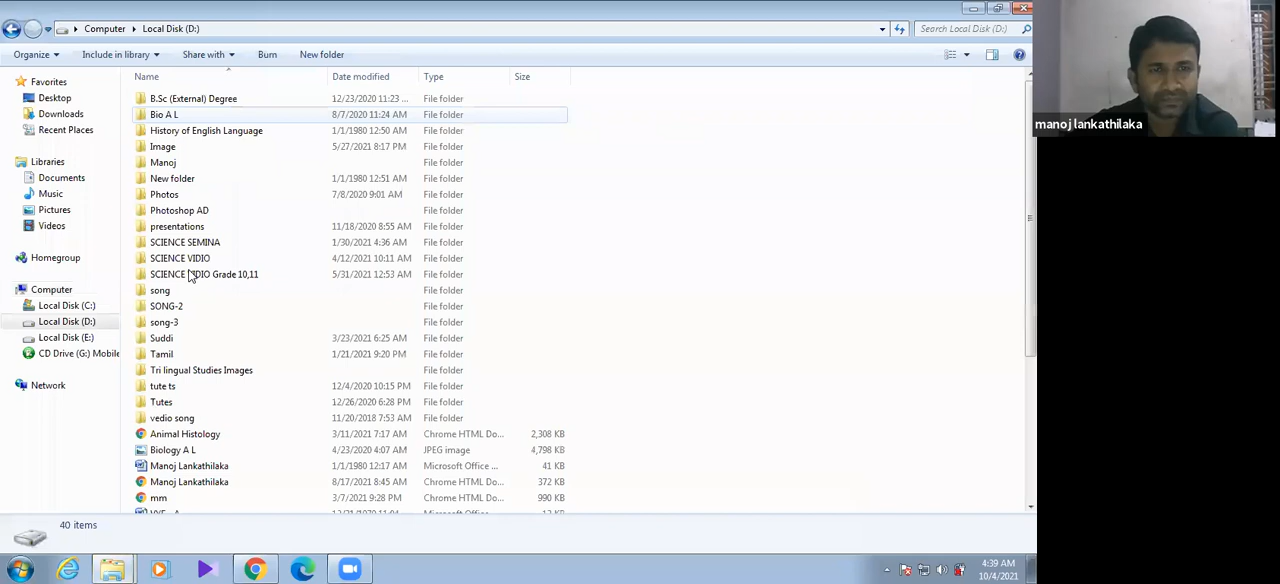 Computer Local Disk (D:)
Search Local Disk (D:)
Organize Include in library Share with Burn New folder
Name Date modified Type Size
Favorites
Desktop
Downloads
Recent Places
Libraries
Documents
Music
Pictures
Videos
Homegroup
Computer
Local Disk (C:)
Local Disk (D:)
Local Disk (E:)
CD Drive (G:) Mobile
Network
B.Sc (External) Degree 12/23/2020 11:23 ... File folder
Bio A L 8/7/2020 11:24 AM File folder
History of English Language 1/1/1980 12:50 AM File folder
Image 5/27/2021 8:17 PM File folder
Manoj File folder
New folder 1/1/1980 12:51 AM File folder
Photos 7/8/2020 9:01 AM File folder
Photoshop AD File folder
presentations 11/18/2020 8:55 AM File folder
SCIENCE SEMINA 1/30/2021 4:36 AM File folder
SCIENCE VIDIO 4/12/2021 10:11 AM File folder
SCIENCE VIDIO Grade 10,11 5/31/2021 12:53 AM File folder
song File folder
SONG-2 File folder
song-3 File folder
Suddi 3/23/2021 6:25 AM File folder
Tamil 1/21/2021 9:20 PM File folder
Tri lingual Studies Images File folder
tute ts 12/4/2020 10:15 PM File folder
Tutes 12/26/2020 6:28 PM File folder
vedio song 11/20/2018 7:53 AM File folder
Animal Histology 3/11/2021 7:17 AM Chrome HTML Do... 2,308 KB
Biology A L 4/23/2020 4:07 AM JPEG image 4,798 KB
Manoj Lankathilaka 1/1/1980 12:17 AM Microsoft Office ... 41 KB
Manoj Lankathilaka 8/17/2021 8:45 AM Chrome HTML Do... 372 KB
mm 3/7/2021 9:28 PM Chrome HTML Do... 990 KB
40 items
manoj lankathilaka
4:39 AM
10/4/2021